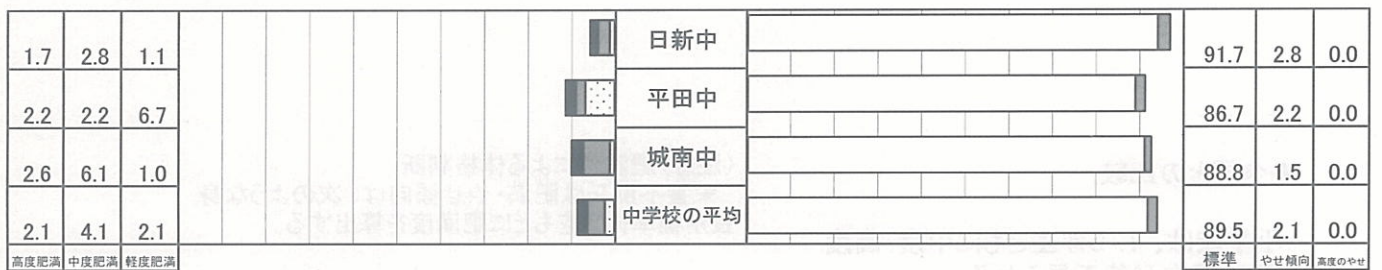 1.7 2.8 1.1 日新中 91.7 2.8 0.0
2.2 2.2 6.7 平田中 86.7 2.2 0.0
2.6 6.1 1.0 城南中 88.8 1.5 0.0
2.1 4.1 2.1 中学校の平均 89.5 2.1 0.0
高度肥満 中度肥満 軽度肥満 標準 やせ傾向 高度のやせ